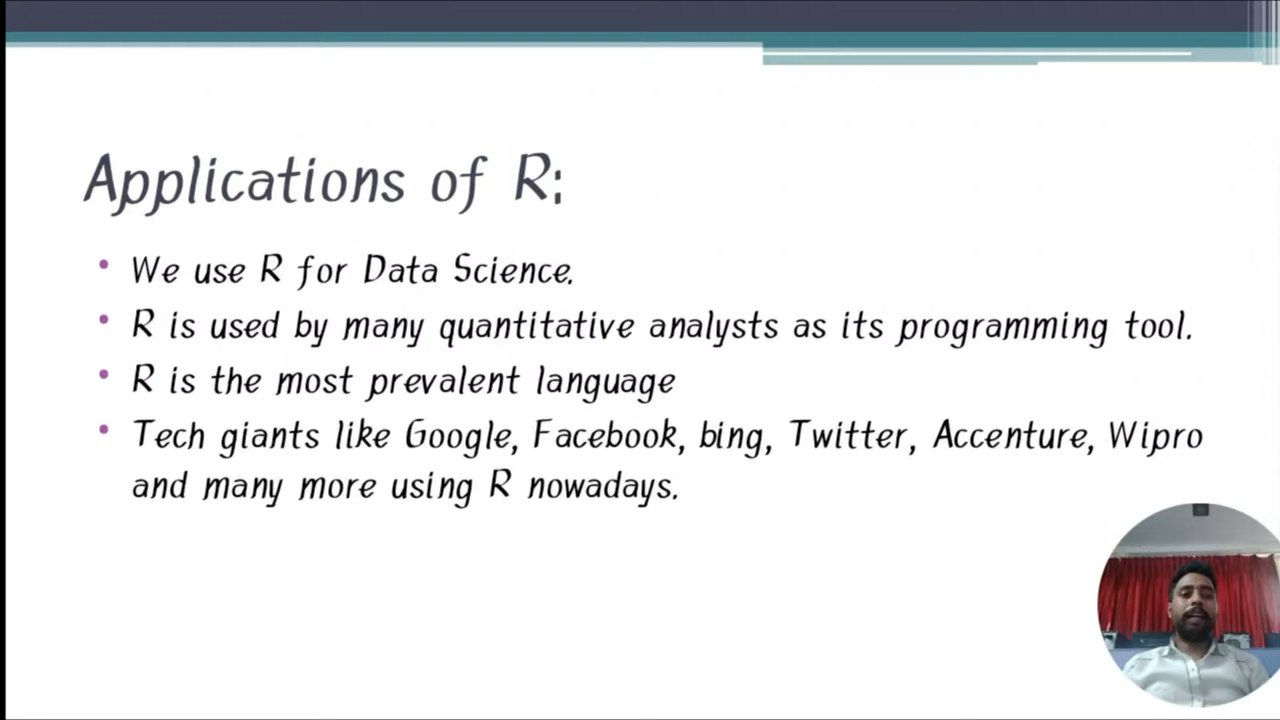 Applications of R:
• We use R for Data Science.
• R is used by many quantitative analysts as its programming tool.
• R is the most prevalent language
• Tech giants like Google, Facebook, bing, Twitter, Accenture, Wipro
and many more using R nowadays.